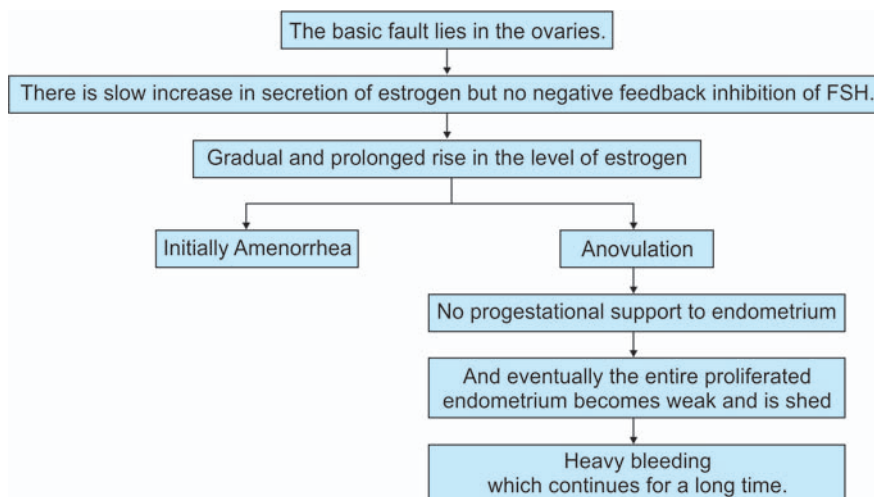 The basic fault lies in the ovaries.
There is slow increase in secretion of estrogen but no negative feedback inhibition of FSH.
Gradual and prolonged rise in the level of estrogen
Initially Amenorrhea
Anovulation
No progestational support to endometrium
And eventually the entire proliferated
endometrium becomes weak and is shed
Heavy bleeding
which continues for a long time.